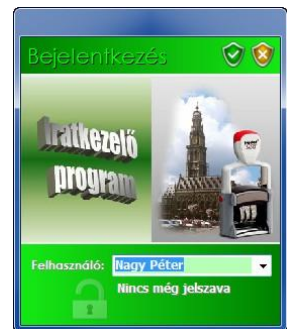 Bejelentkezés
Iratkezelő
program
Felhasználó: Nagy Péter
Nincs még jelszava